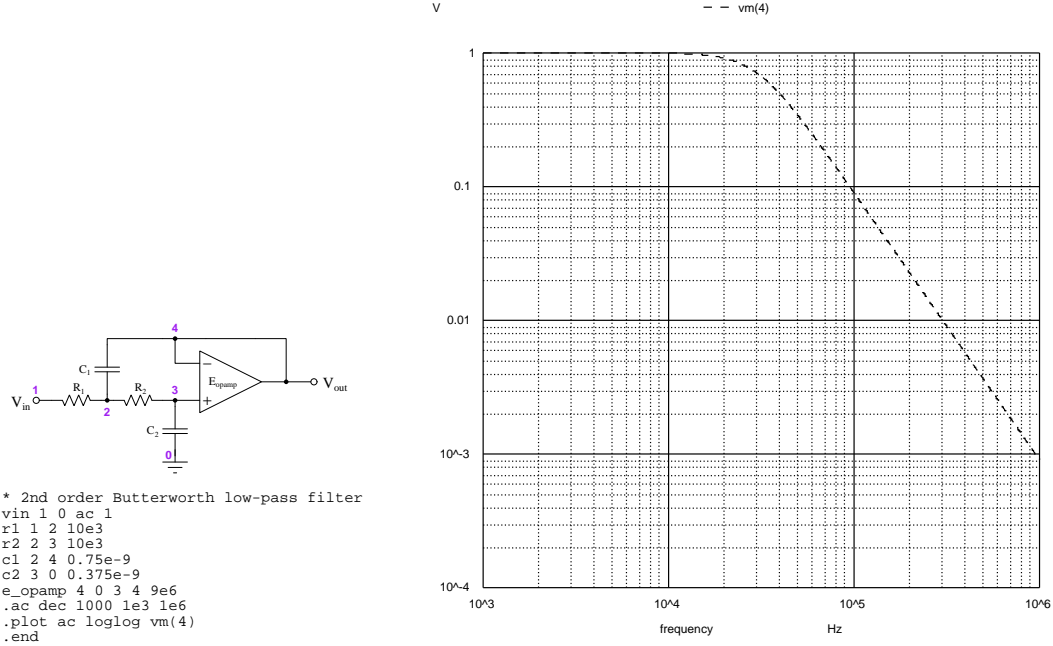 V
vm(4)
1
0.1
0.01
10^-3
10^-4
10^3
10^4
10^5
10^6
frequency
Hz
4
C1
R1
R2
3
Eopamp
−
+
Vout
1
Vin
2
C2
0
* 2nd order Butterworth low-pass filter
vin 1 0 ac 1
r1 1 2 10e3
r2 2 3 10e3
c1 2 4 0.75e-9
c2 3 0 0.375e-9
e_opamp 4 0 3 4 9e6
.ac dec 1000 1e3 1e6
.plot ac loglog vm(4)
.end